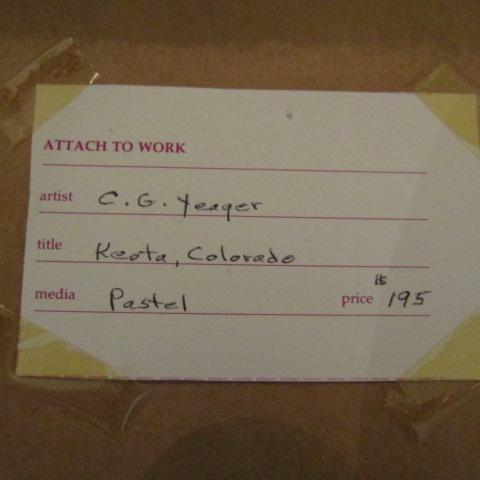 ATTACH TO WORK
artist C. G. Yeager
title Keota, Colorado
media Pastel price $195